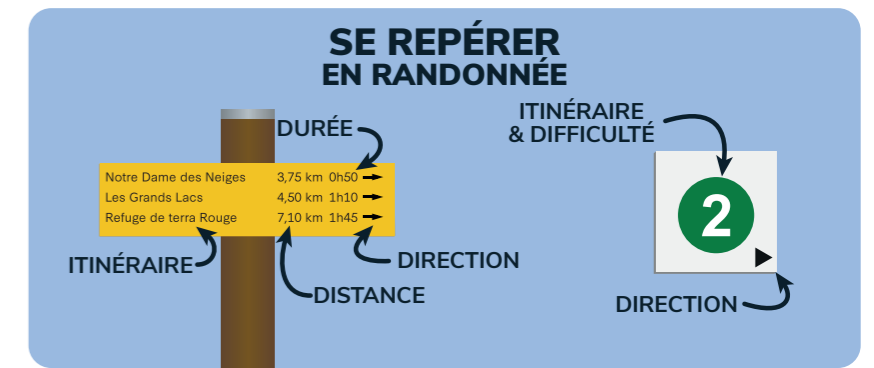 SE REPÉRER
EN RANDONNÉE
DURÉE
Notre Dame des Neiges 3,75 km 0h50
Les Grands Lacs 4,50 km 1h10
Refuge de terra Rouge 7,10 km 1h45
ITINÉRAIRE
DISTANCE
DIRECTION
ITINÉRAIRE
& DIFFICULTÉ
2
DIRECTION